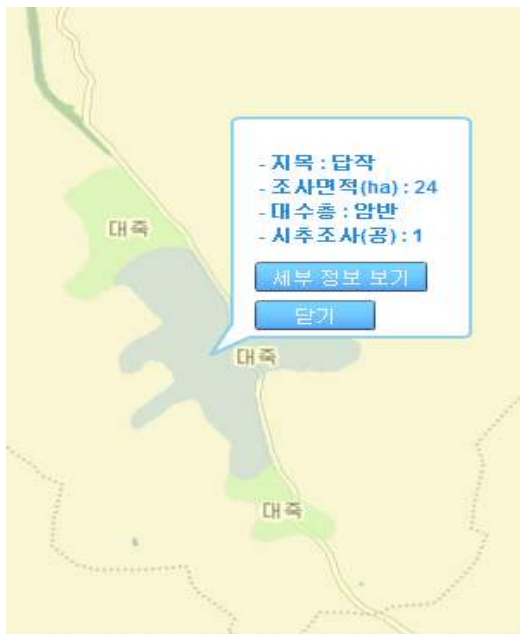 - 지목 : 답작
- 조사면적(ha) : 24
- 대수층 : 암반
- 시추조사(공) : 1
세부 정보 보기
닫기
대죽
대죽
대죽